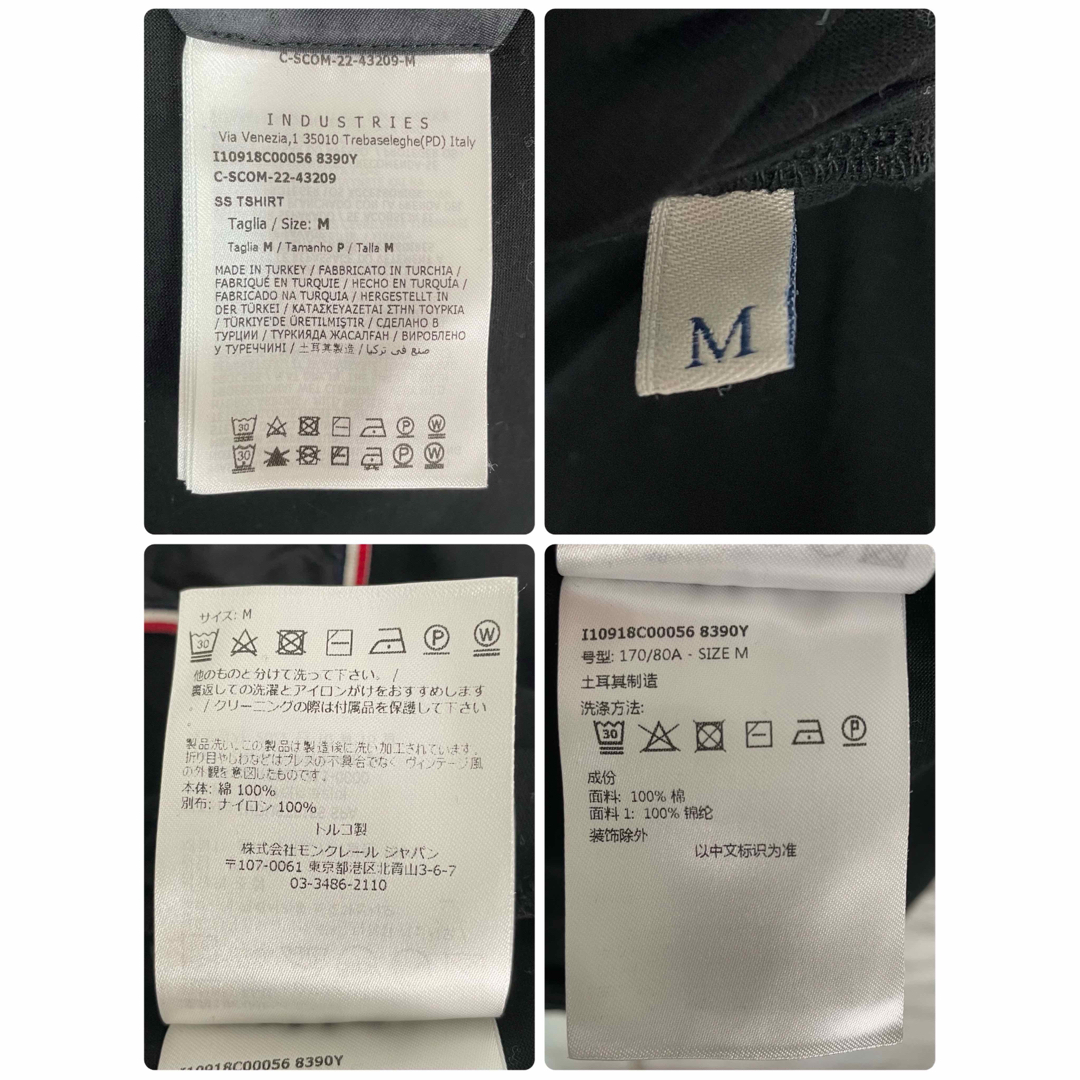 C-SCOM-22-43209-M
INDUSTRIES
Via Venezia,1 35010 Trebaseleghe(PD) Italy
I10918C00056 8390Y
C-SCOM-22-43209
SS TSHIRT
Taglia / Size: M
Taglia M / Tamanho P / Talla M
MADE IN TURKEY / FABBRICATO IN TURCHIA /
FABRIQUÉ EN TURQUIE / HECHO EN TURQUÍA /
FABRICADO NA TURQUIA / HERGESTELLT IN
DER TÜRKEI / ΚΑΤΑΣΚΕΥΑΖΕΤΑΙ ΣΤΗΝ ΤΟΥΡΚΙΑ
/ TÜRKİYE'DE ÜRETİLMİŞTİR / СДЕЛАНО В
ТУРЦИИ / ТҮРКИЯДА ЖАСАЛҒАН / ВИРОБЛЕНО
У ТУРЕЧЧИНІ / 土耳其製造 / صنع في تركيا
30 P W
30 P W
M
サイズ: M
30 P W
他のものと分けて洗って下さい。 /
裏返しての洗濯とアイロンがけをおすすめします
。 / クリーニングの際は付属品を保護して下さい
。
製品洗い。この製品は製造後に洗い加工されています。
折り目やしわなどはプレスの不具合でなく ヴィンテージ風
の外観を意図したものです。
本体: 綿 100%
別布: ナイロン 100%
トルコ製
株式会社モンクレール ジャパン
〒107-0061 東京都港区北青山3-6-7
03-3486-2110
I10918C00056 8390Y
I10918C00056 8390Y
号型: 170/80A - SIZE M
土耳其制造
洗涤方法:
30 P
成份
面料: 100% 棉
面料 1: 100% 锦纶
装饰除外
以中文标识为准